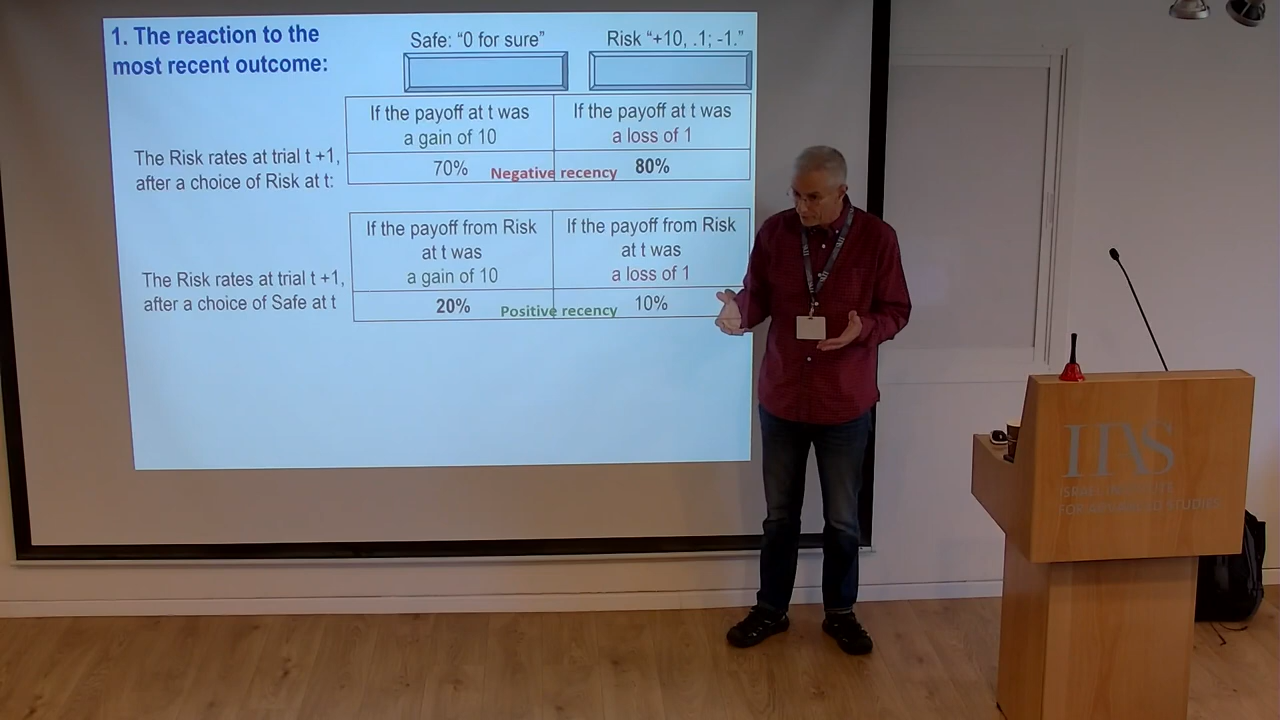 1. The reaction to the
most recent outcome:
Safe: “0 for sure”
Risk “+10, .1; -1.”
If the payoff at t was
a gain of 10
If the payoff at t was
a loss of 1
The Risk rates at trial t +1,
after a choice of Risk at t:
70%
Negative recency
80%
If the payoff from Risk
at t was
a gain of 10
If the payoff from Risk
at t was
a loss of 1
The Risk rates at trial t +1,
after a choice of Safe at t
20%
Positive recency
10%
IIAS
ISRAEL INSTITUTE
FOR ADVANCED STUDIES